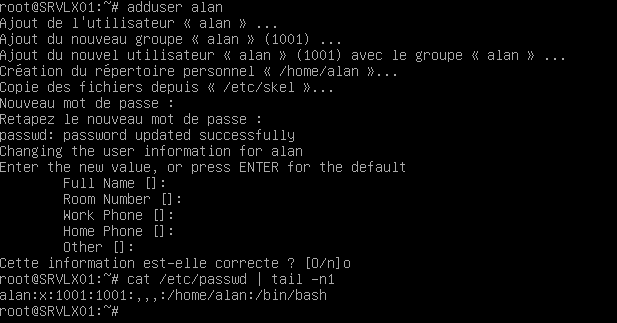 root@SRVLX01:~# adduser alan
Ajout de l'utilisateur « alan » ...
Ajout du nouveau groupe « alan » (1001) ...
Ajout du nouvel utilisateur « alan » (1001) avec le groupe « alan » ...
Création du répertoire personnel « /home/alan »...
Copie des fichiers depuis « /etc/skel »...
Nouveau mot de passe :
Retapez le nouveau mot de passe :
passwd: password updated successfully
Changing the user information for alan
Enter the new value, or press ENTER for the default
Full Name []:
Room Number []:
Work Phone []:
Home Phone []:
Other []:
Cette information est-elle correcte ? [O/n]o
root@SRVLX01:~# cat /etc/passwd | tail -n1
alan:x:1001:1001:,,,:/home/alan:/bin/bash
root@SRVLX01:~#